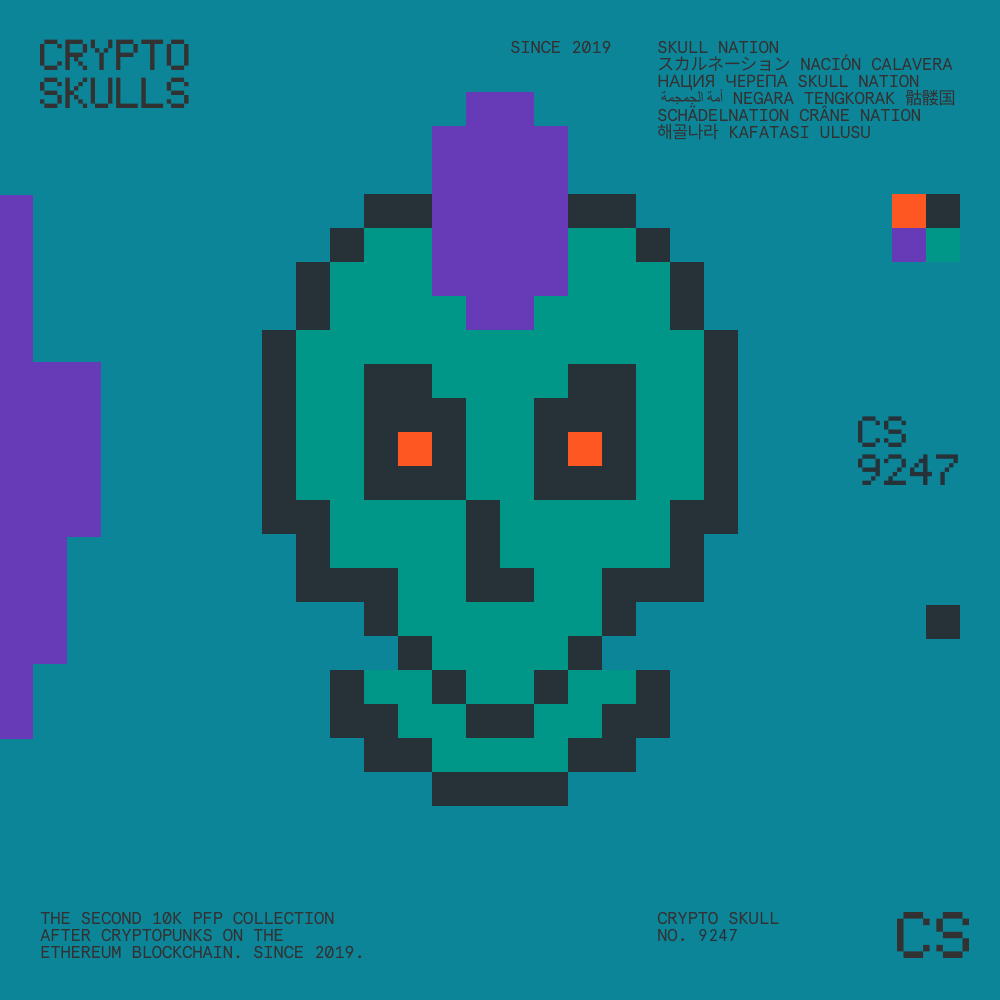 CRYPTO
SKULLS
SINCE 2019
SKULL NATION
スカルネーション NACIÓN CALAVERA
НАЦИЯ ЧЕРЕПА SKULL NATION
أمة الجمجمة NEGARA TENGKORAK 骷髅国
SCHÄDELNATION CRÂNE NATION
해골나라 KAFATASI ULUSU
CS
9247
THE SECOND 10K PFP COLLECTION
AFTER CRYPTOPUNKS ON THE
ETHEREUM BLOCKCHAIN. SINCE 2019.
CRYPTO SKULL
NO. 9247
CS